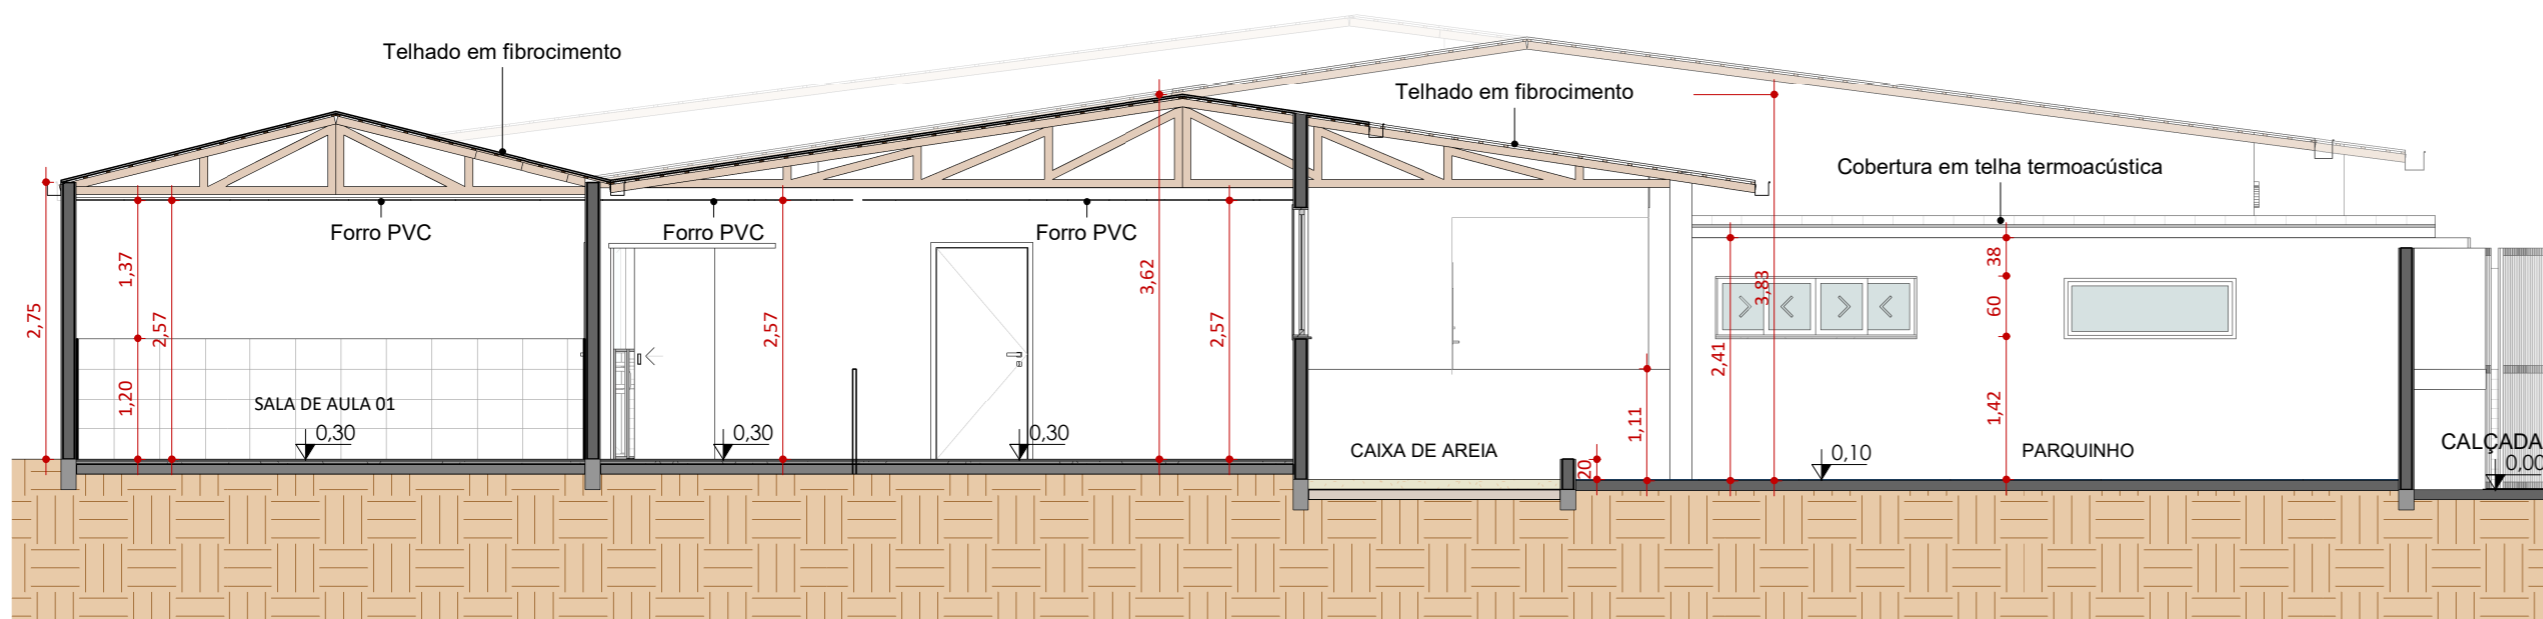 Telhado em fibrocimento
Telhado em fibrocimento
Cobertura em telha termoacústica
Forro PVC
Forro PVC
Forro PVC
2,75
1,37
1,20
2,57
2,57
3,62
2,57
1,11
20
2,41
3,83
38
60
1,42
SALA DE AULA 01
0,30
0,30
0,30
CAIXA DE AREIA
0,10
PARQUINHO
CALÇADA
0,00